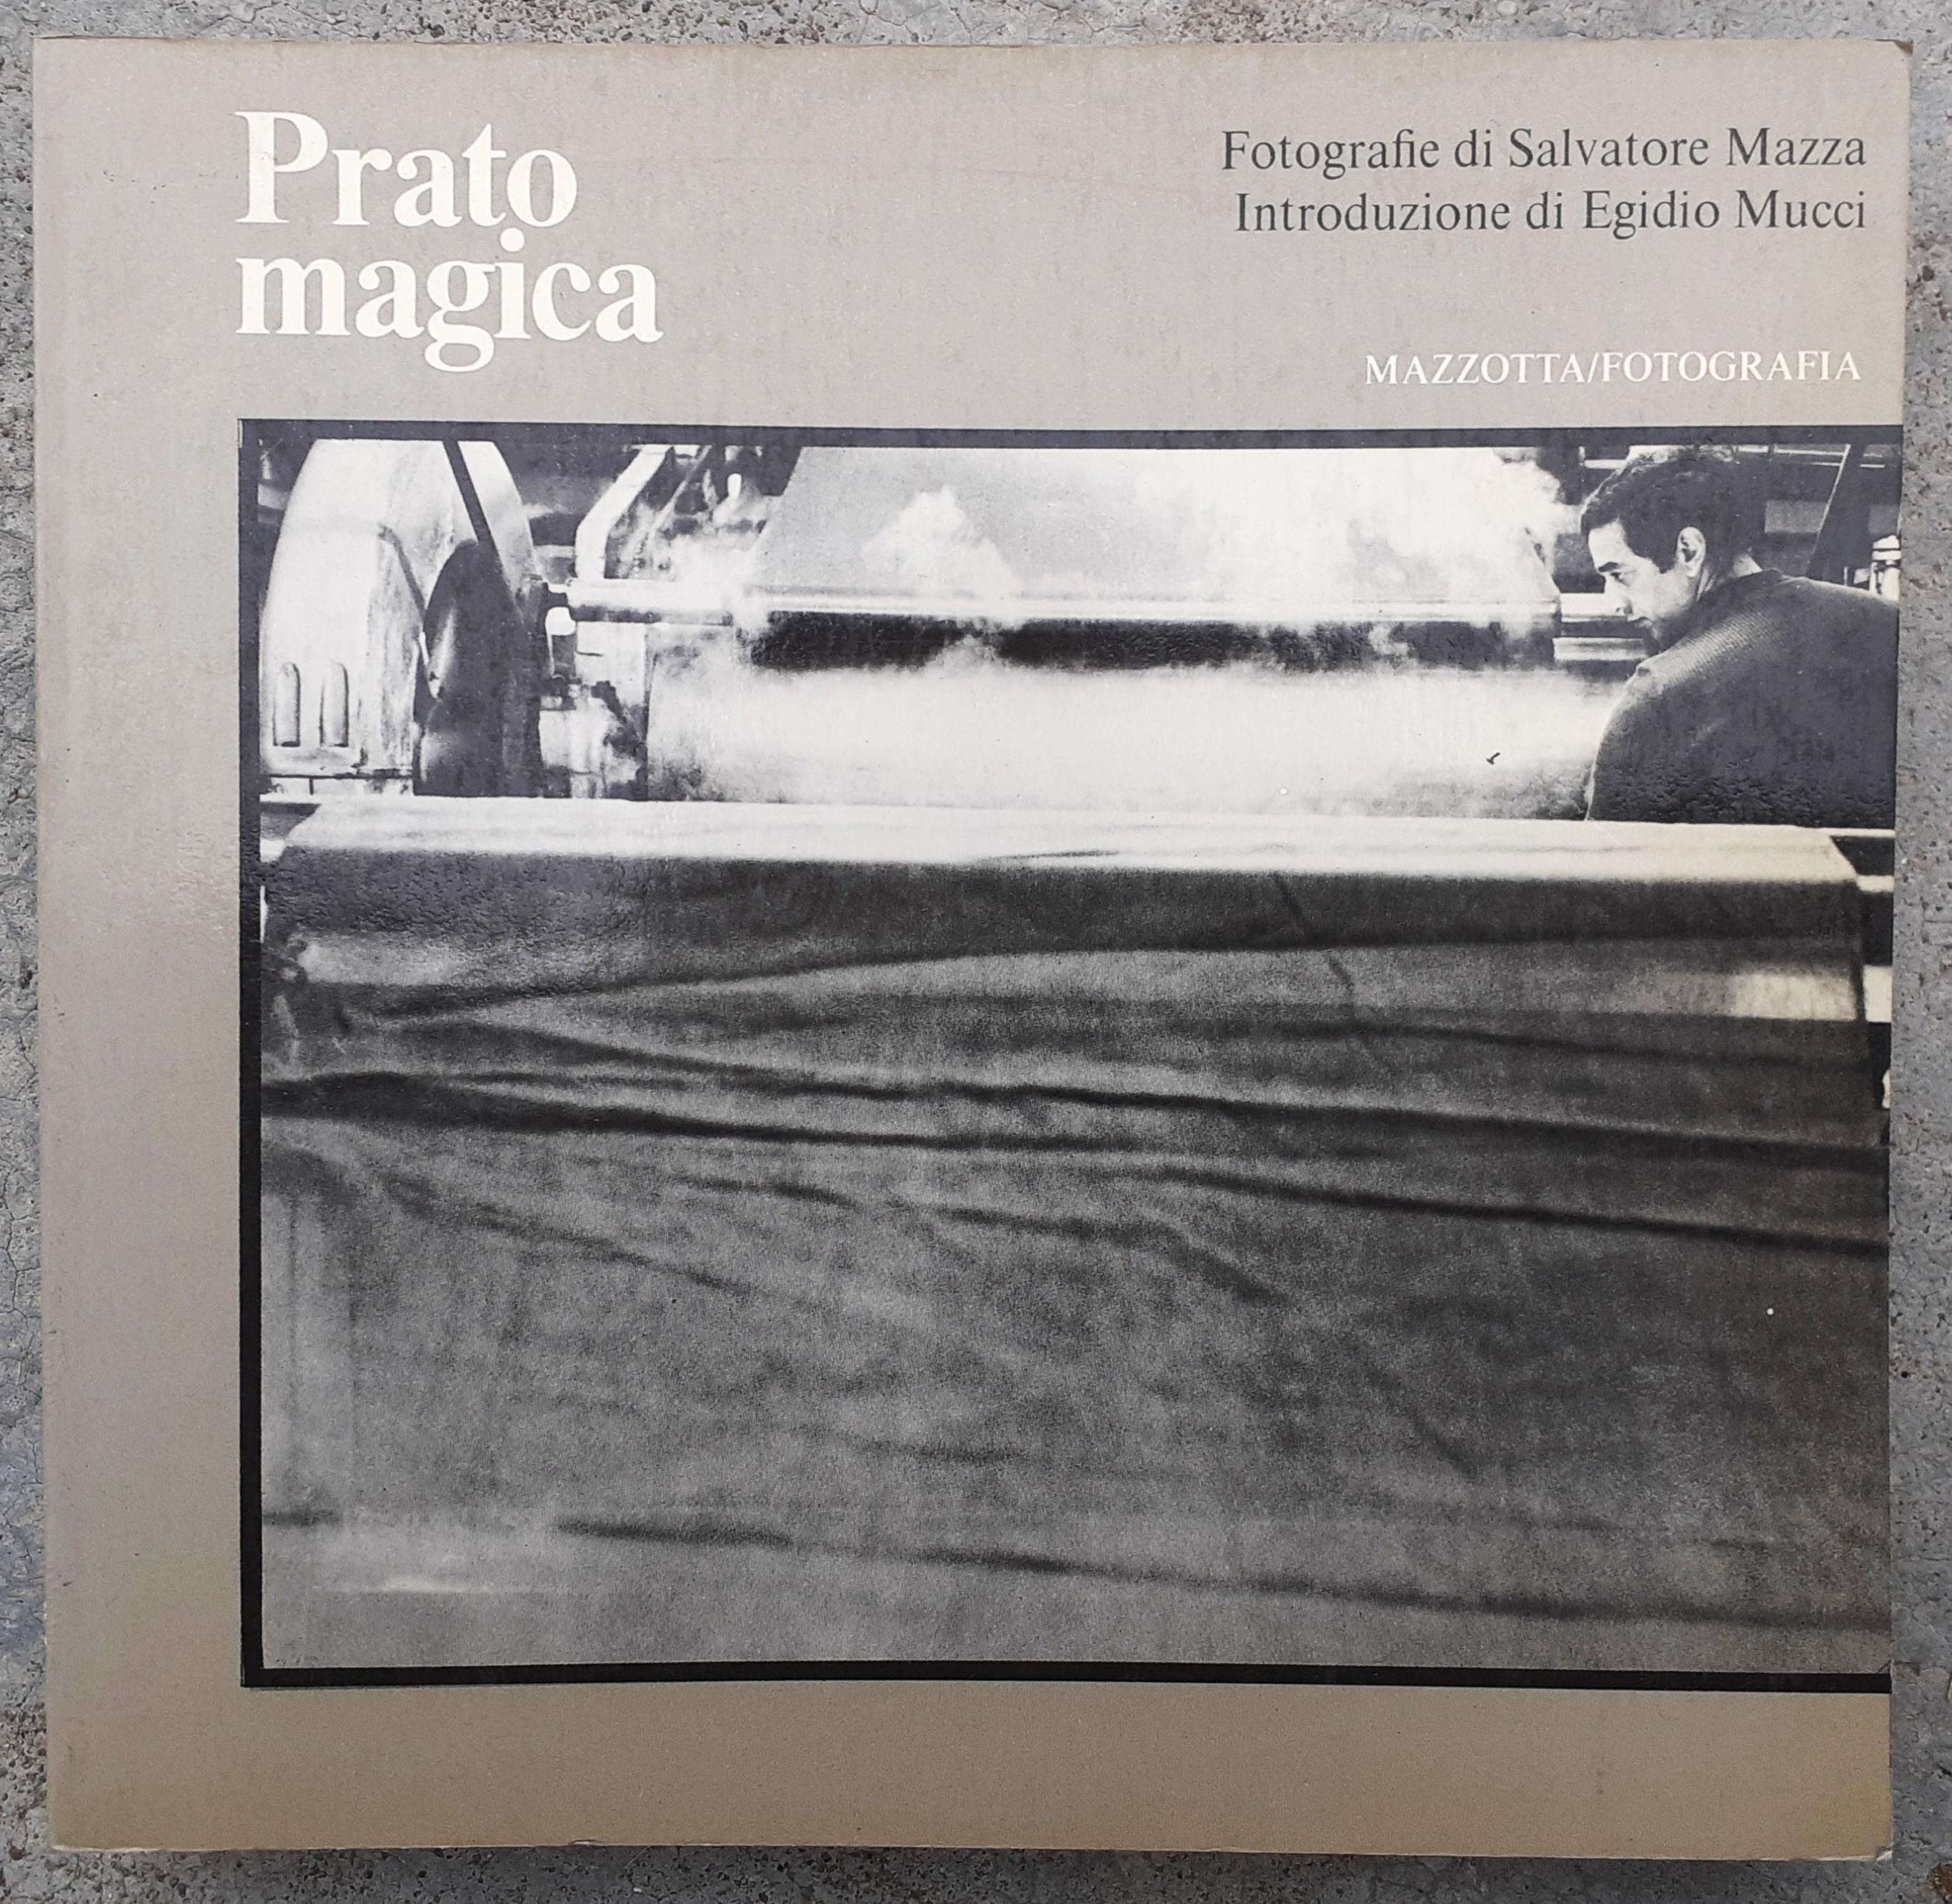 Prato
magica
Fotografie di Salvatore Mazza
Introduzione di Egidio Mucci
MAZZOTTA/FOTOGRAFIA